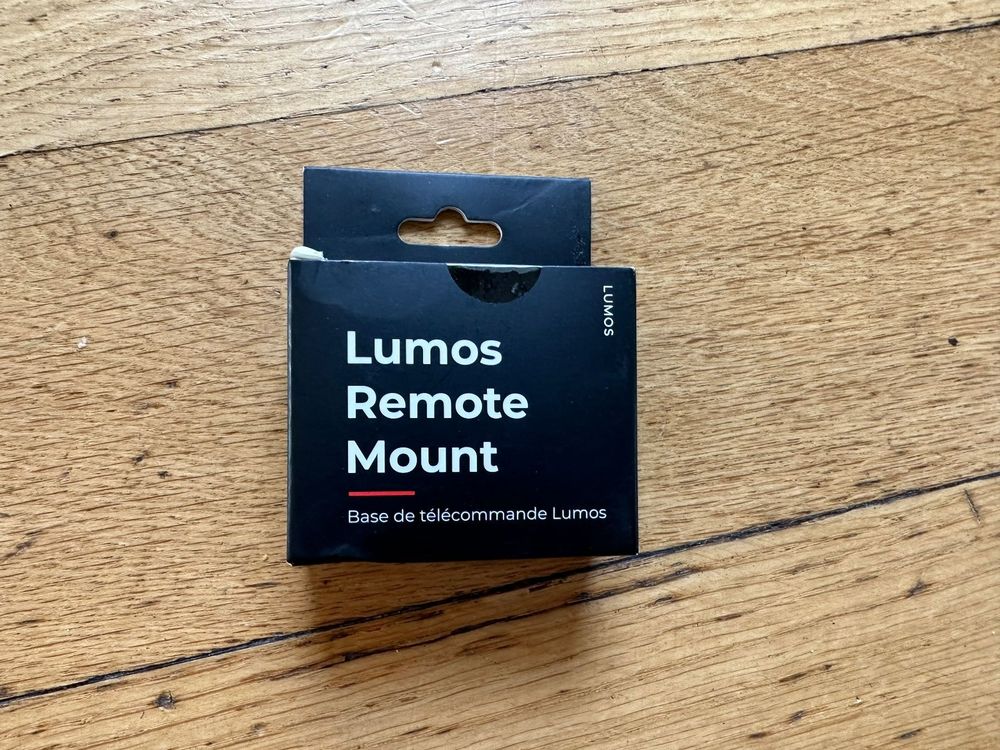 LUMOS
Lumos
Remote
Mount
Base de télécommande Lumos